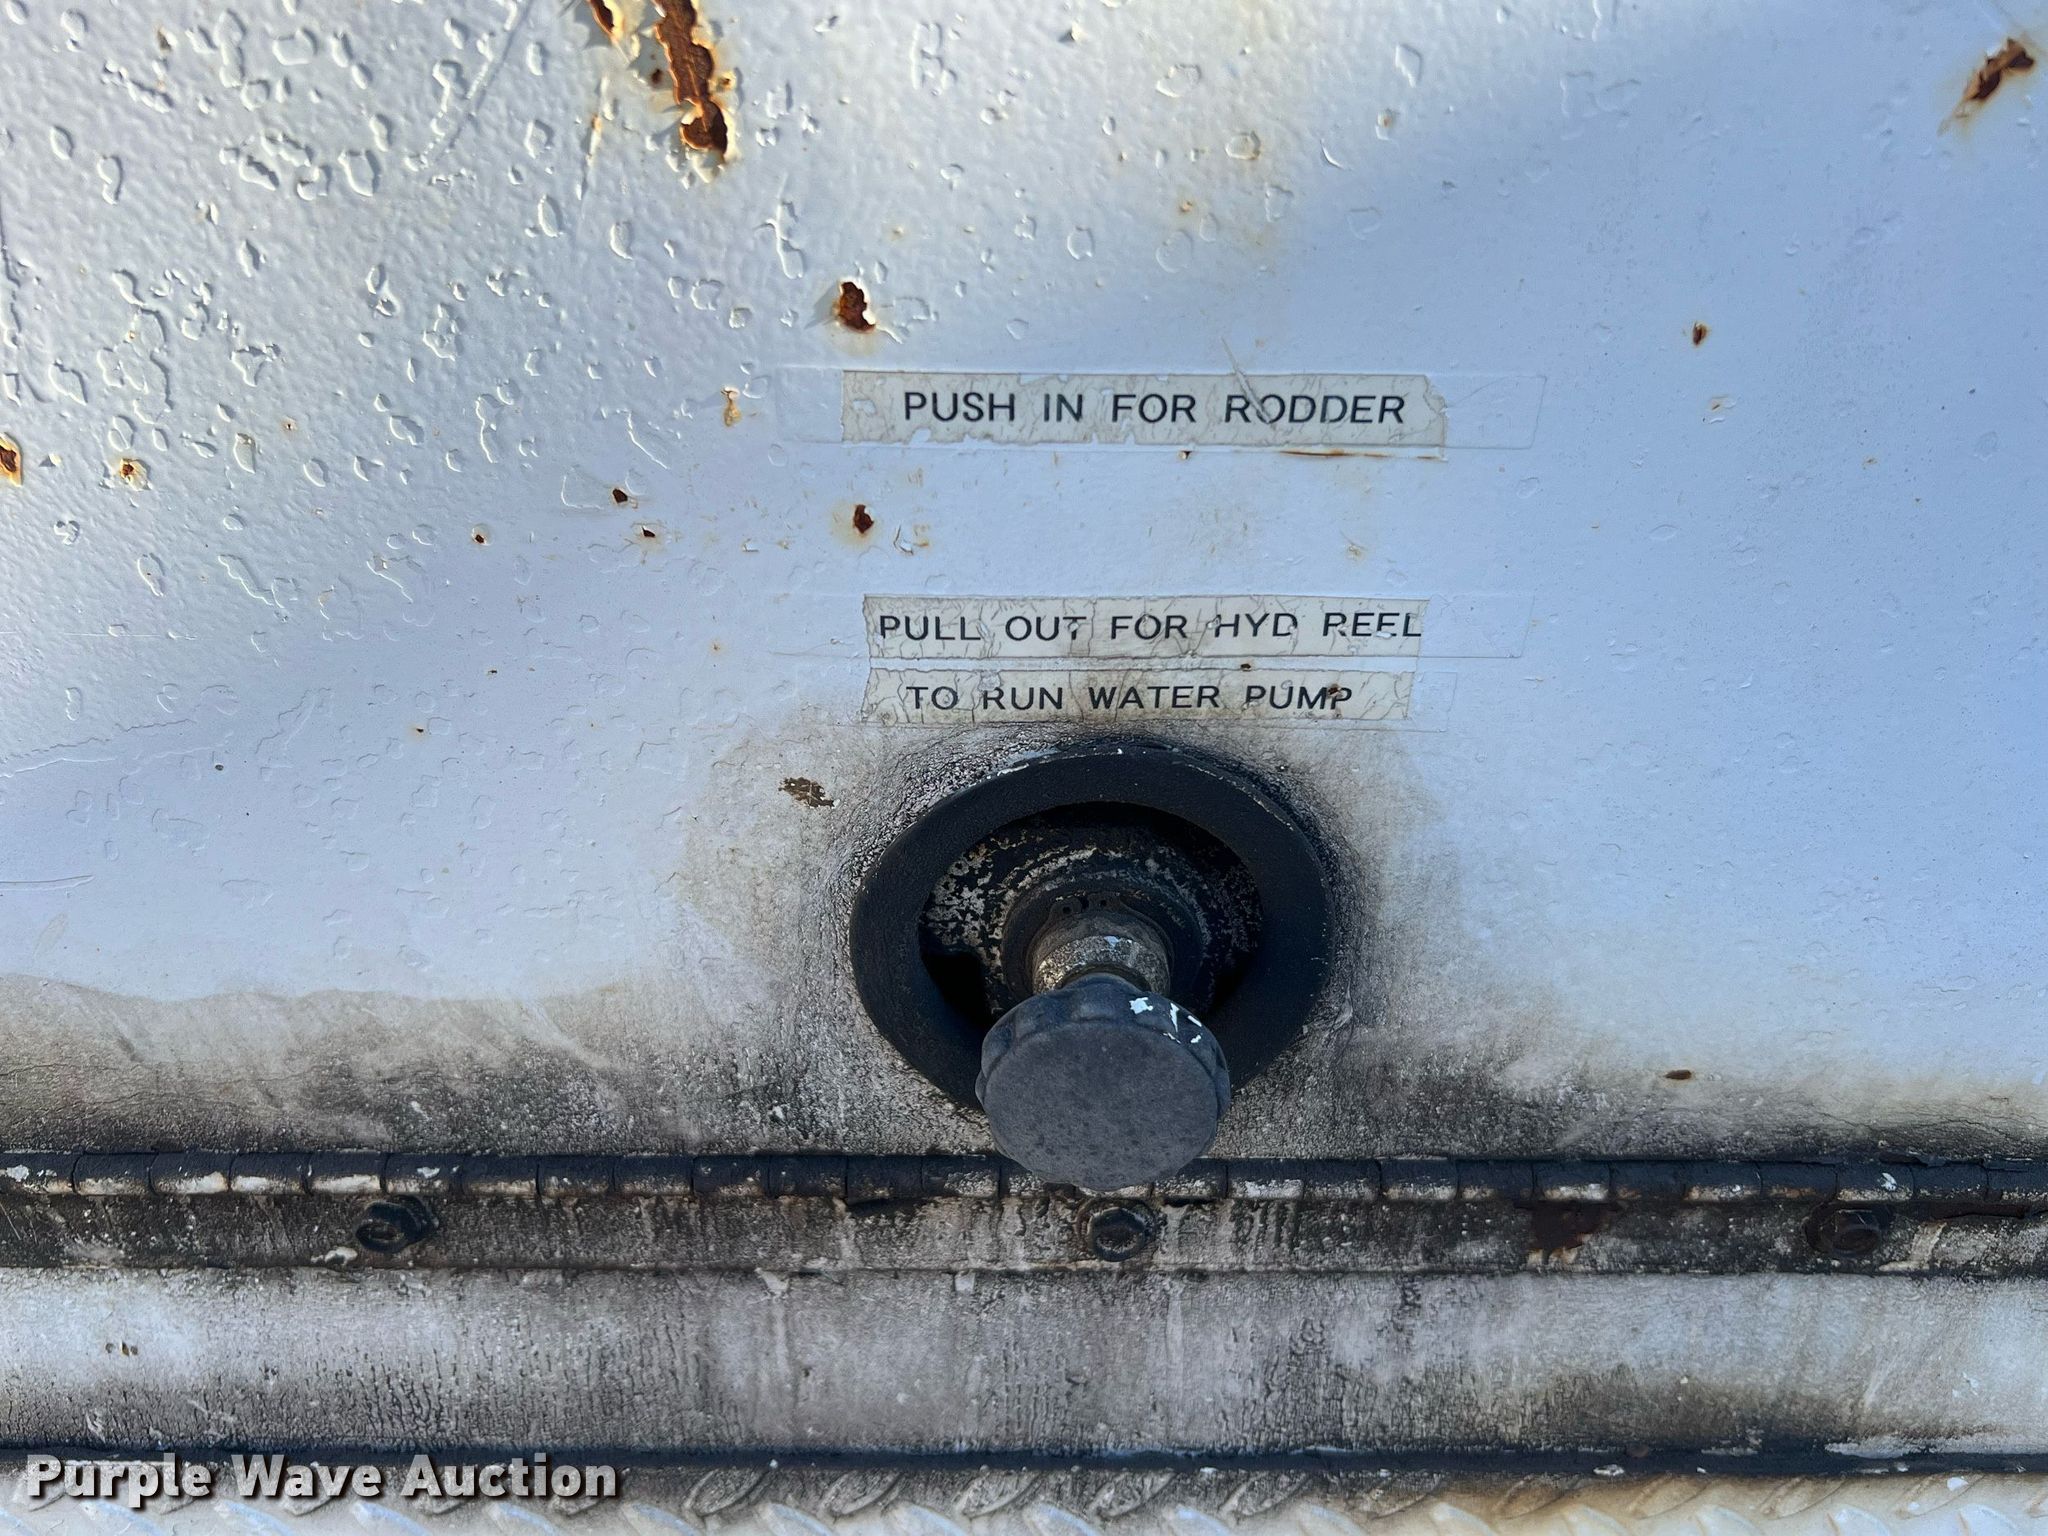 PUSH IN FOR RODDER
PULL OUT FOR HYD REEL
TO RUN WATER PUMP
Purple Wave Auction